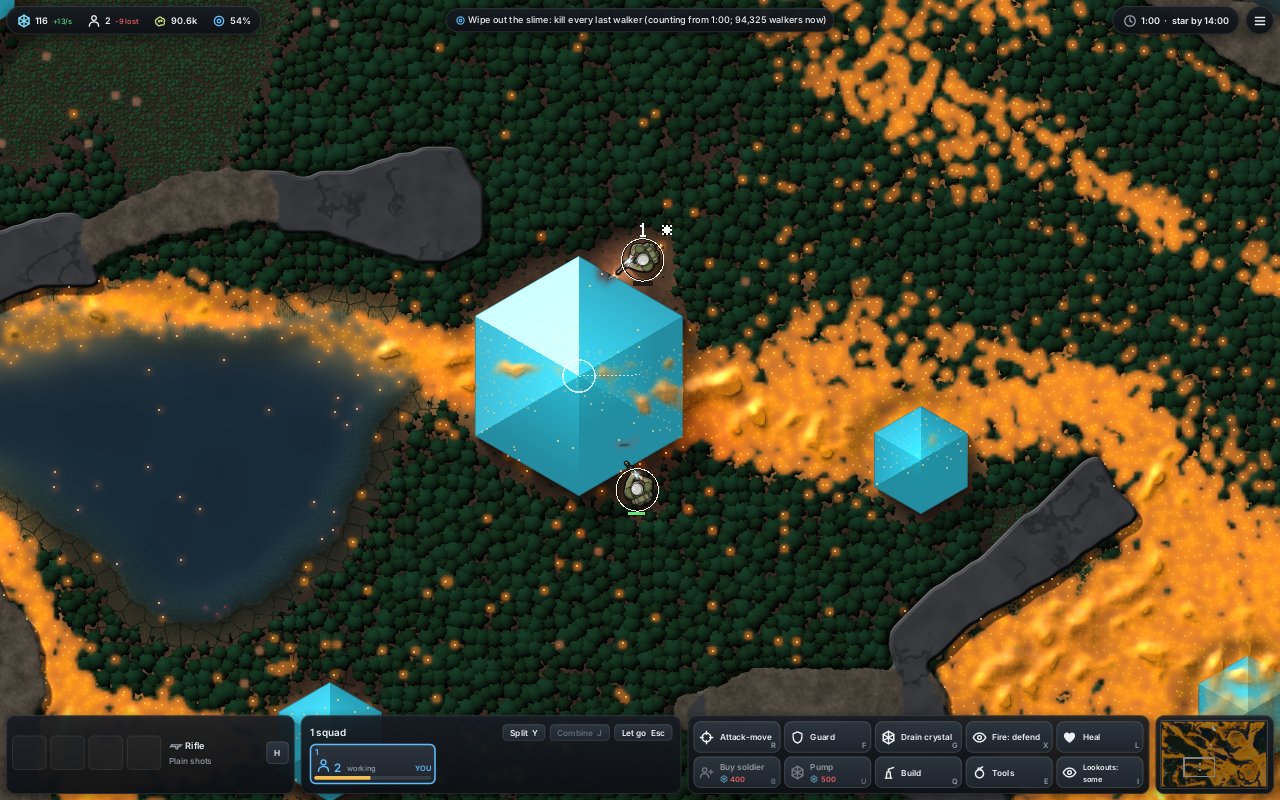 116 +13/s 2 -9 lost 90.6k 54%
Wipe out the slime: kill every last walker (counting from 1:00; 94,325 walkers now)
1:00 · star by 14:00
1
Rifle
Plain shots
H
1 squad
Split Y
Combine J
Let go Esc
1
2 working YOU
Attack-move R
Guard F
Drain crystal G
Fire: defend X
Heal L
Buy soldier 400 B
Pump 500 U
Build Q
Tools E
Lookouts: some I